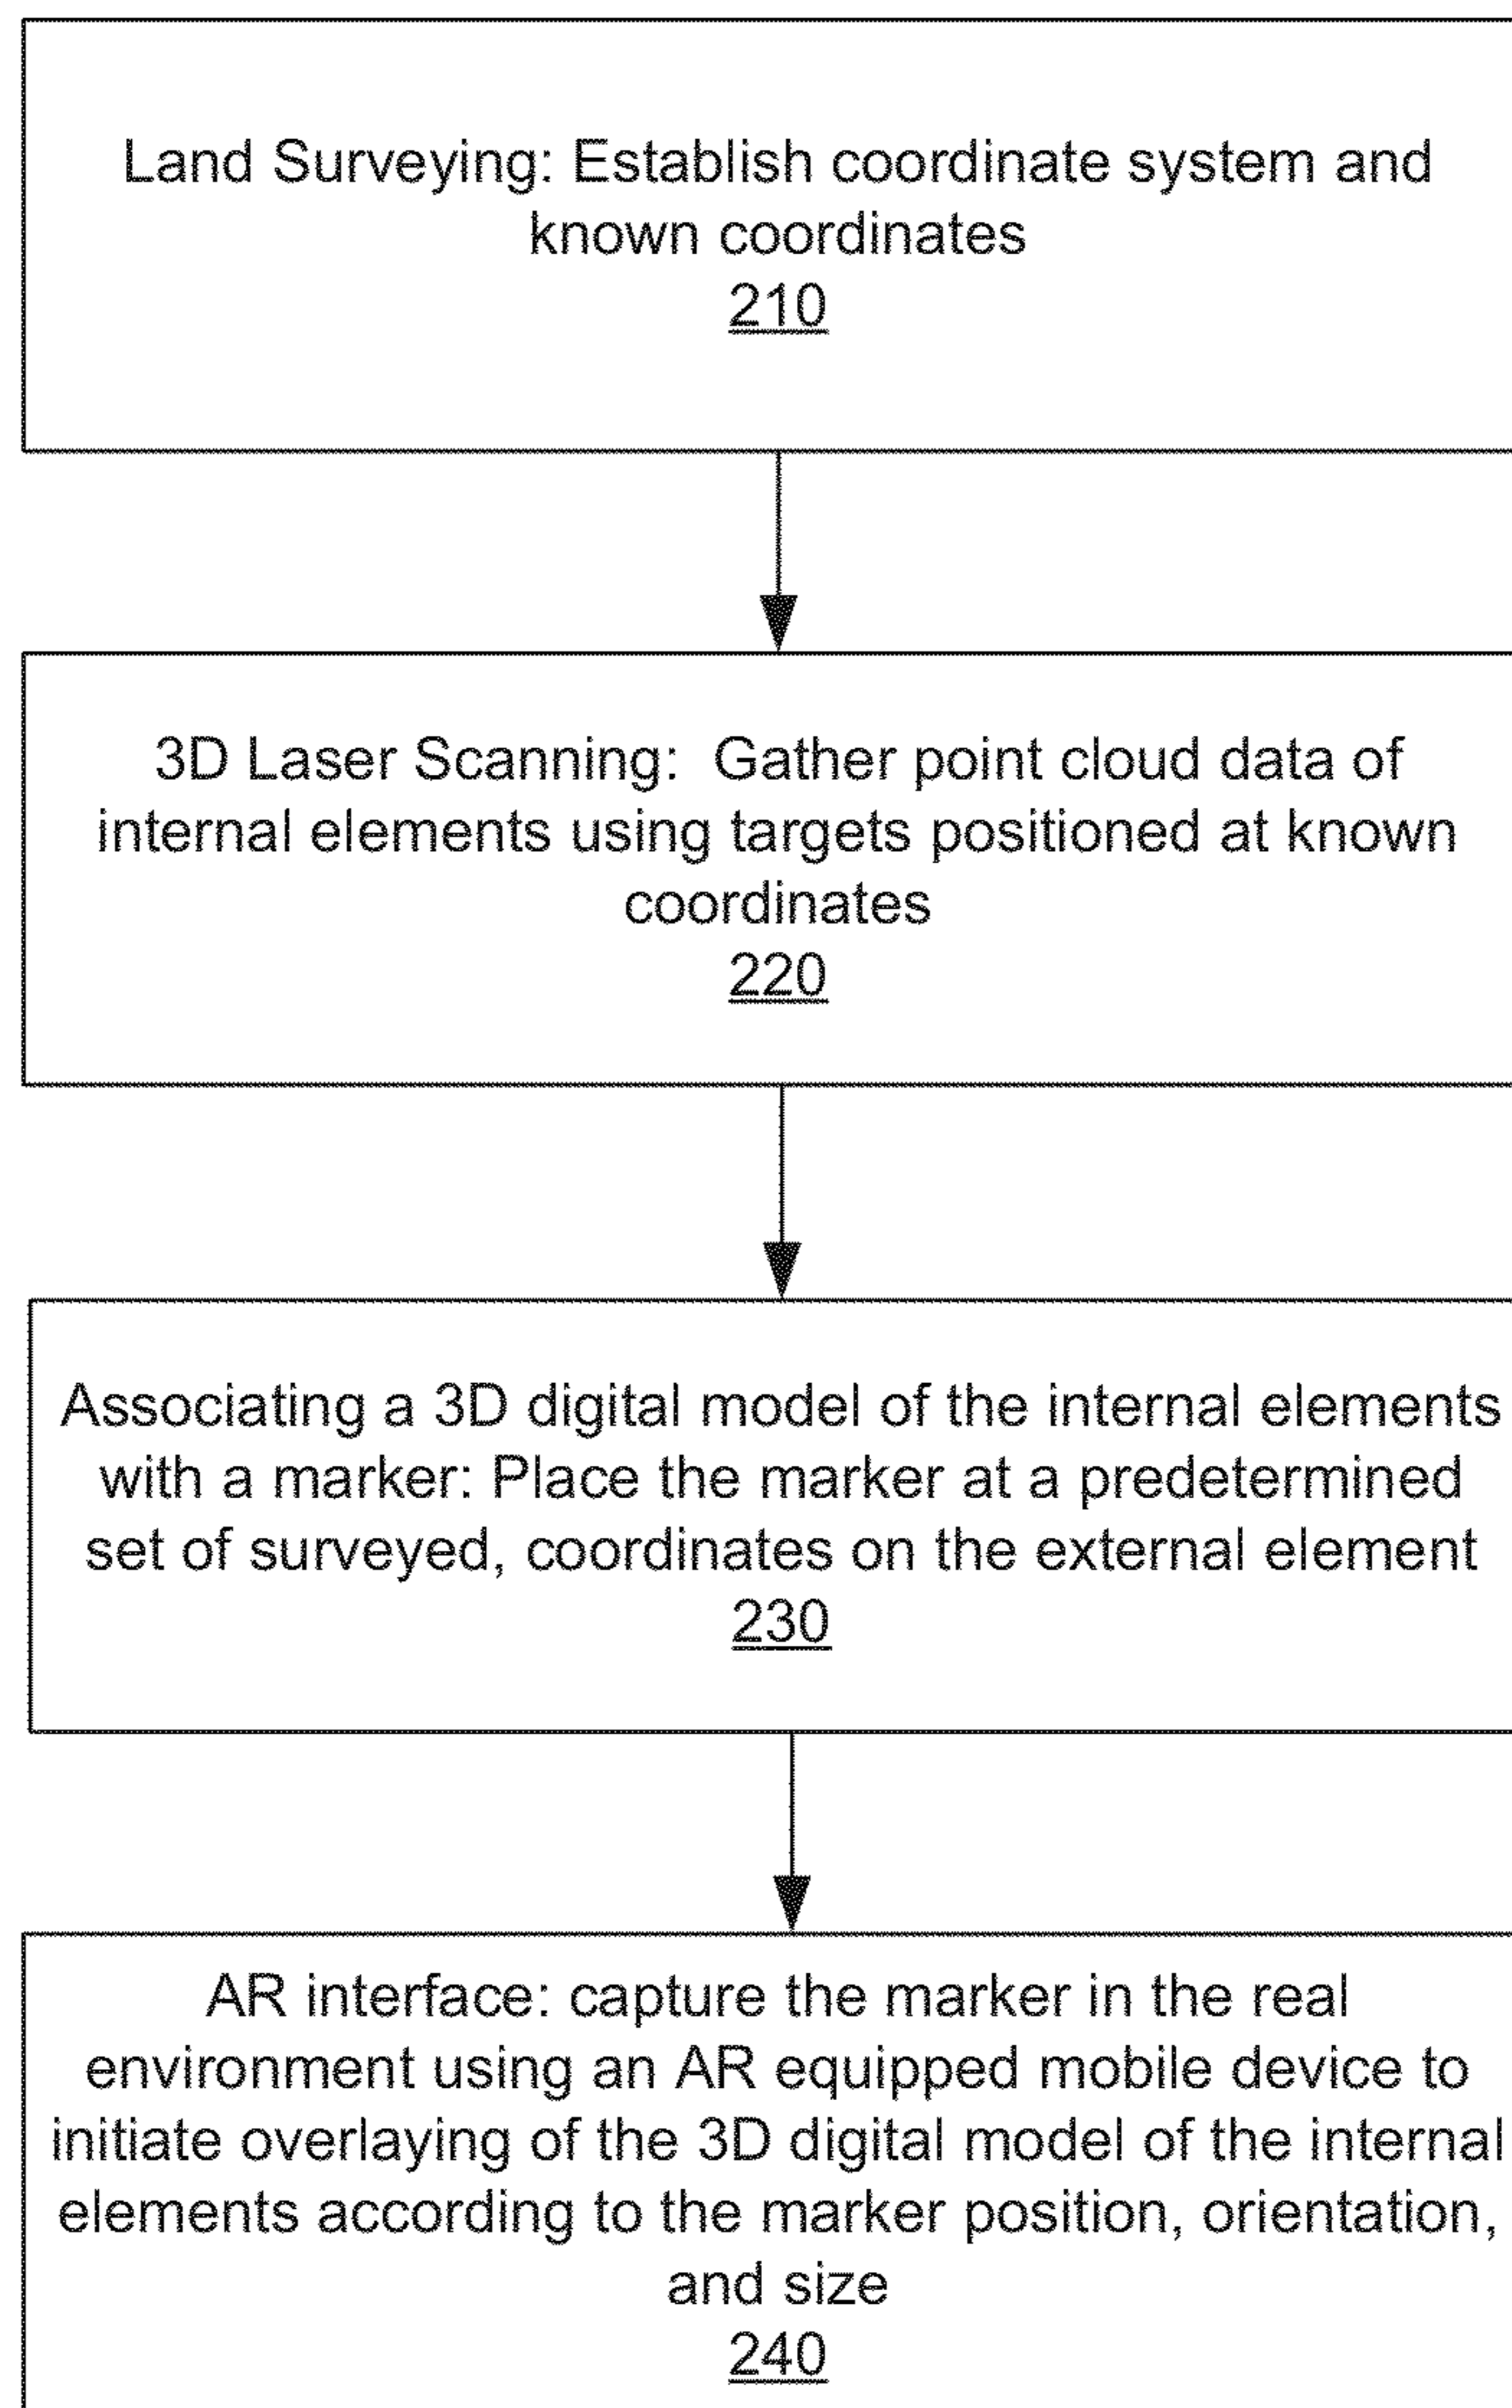 Land Surveying: Establish coordinate system and
known coordinates
210
3D Laser Scanning:  Gather point cloud data of
internal elements using targets positioned at known
coordinates
220
Associating a 3D digital model of the internal elements
with a marker: Place the marker at a predetermined
set of surveyed, coordinates on the external element
230
AR interface: capture the marker in the real
environment using an AR equipped mobile device to
initiate overlaying of the 3D digital model of the internal
elements according to the marker position, orientation,
and size
240